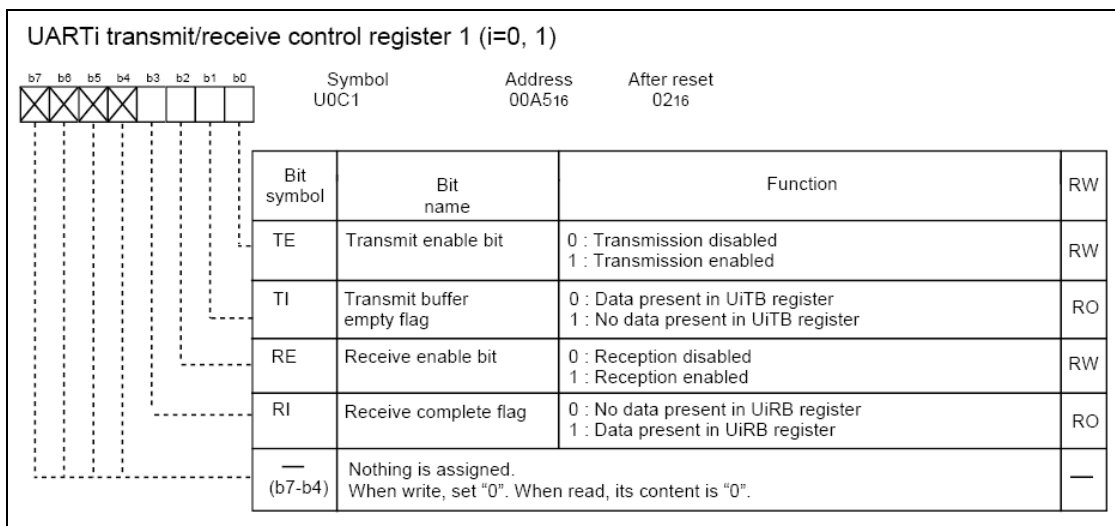 UARTi transmit/receive control register 1 (i=0, 1)
b7 b6 b5 b4 b3 b2 b1 b0
Symbol Address After reset
U0C1 00A516 0216
Bit symbol Bit name Function RW
TE Transmit enable bit 0 : Transmission disabled RW
1 : Transmission enabled
TI Transmit buffer empty flag 0 : Data present in UiTB register RO
1 : No data present in UiTB register
RE Receive enable bit 0 : Reception disabled RW
1 : Reception enabled
RI Receive complete flag 0 : No data present in UiRB register RO
1 : Data present in UiRB register
— (b7-b4) Nothing is assigned. —
When write, set “0”. When read, its content is “0”.